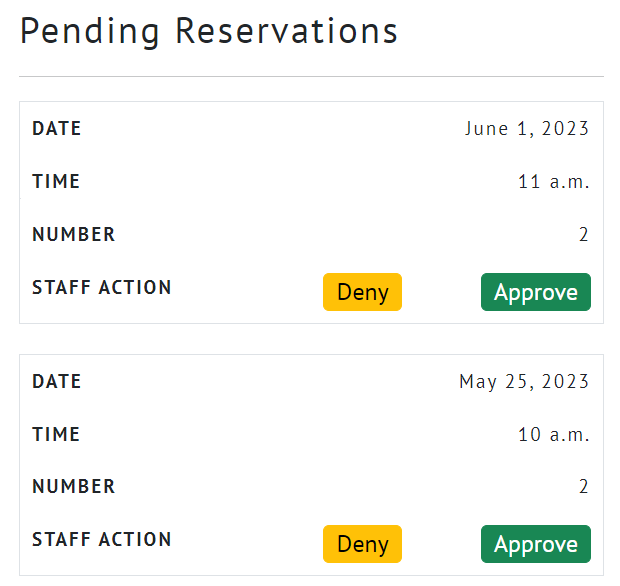 Pending Reservations
DATE June 1, 2023
TIME 11 a.m.
NUMBER 2
STAFF ACTION Deny Approve
DATE May 25, 2023
TIME 10 a.m.
NUMBER 2
STAFF ACTION Deny Approve